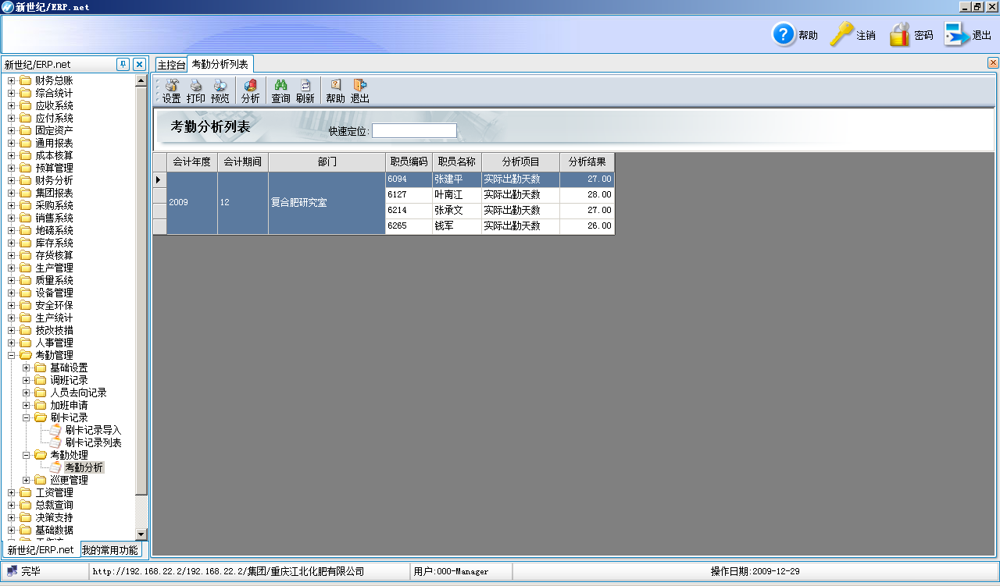 新世纪/ERP.net
帮助 注销 密码 退出
新世纪/ERP.net
主控台 考勤分析列表
财务总账
综合统计
应收系统
应付系统
固定资产
通用报表
成本核算
预算管理
财务分析
集团报表
采购系统
销售系统
地磅系统
库存系统
存货核算
生产管理
质量系统
设备管理
安全环保
生产统计
技改技措
人事管理
考勤管理
基础设置
调班记录
人员去向记录
加班申请
刷卡记录
刷卡记录导入
刷卡记录列表
考勤处理
考勤分析
巡更管理
工资管理
总裁查询
决策支持
基础数据
新世纪/ERP.net 我的常用功能
设置 打印 预览 分析 查询 刷新 帮助 退出
考勤分析列表
快速定位:
会计年度 会计期间 部门 职员编码 职员名称 分析项目 分析结果
2009 12 复合肥研究室
6094 张建平 实际出勤天数 27.00
6127 叶南江 实际出勤天数 28.00
6214 张承文 实际出勤天数 27.00
6265 钱军 实际出勤天数 26.00
完毕 http://192.168.22.2/192.168.22.2/集团/重庆江北化肥有限公司 用户:000-Manager 操作日期:2009-12-29